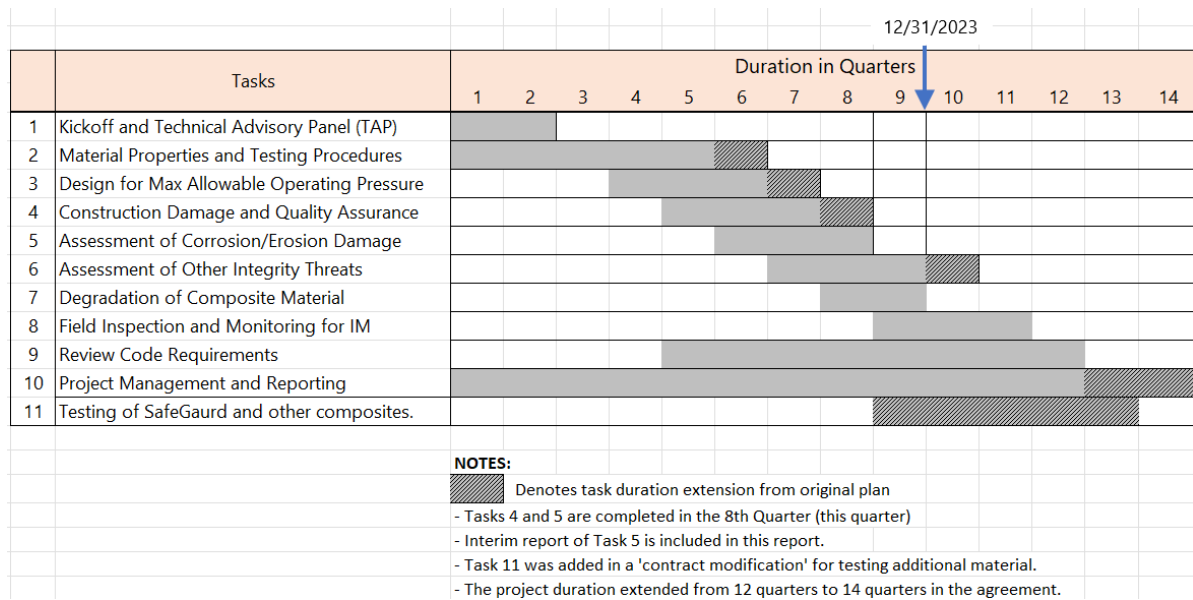 12/31/2023
Tasks
Duration in Quarters
1 2 3 4 5 6 7 8 9 10 11 12 13 14
1 Kickoff and Technical Advisory Panel (TAP)
2 Material Properties and Testing Procedures
3 Design for Max Allowable Operating Pressure
4 Construction Damage and Quality Assurance
5 Assessment of Corrosion/Erosion Damage
6 Assessment of Other Integrity Threats
7 Degradation of Composite Material
8 Field Inspection and Monitoring for IM
9 Review Code Requirements
10 Project Management and Reporting
11 Testing of SafeGaurd and other composites.
NOTES:
Denotes task duration extension from original plan
- Tasks 4 and 5 are completed in the 8th Quarter (this quarter)
- Interim report of Task 5 is included in this report.
- Task 11 was added in a 'contract modification' for testing additional material.
- The project duration extended from 12 quarters to 14 quarters in the agreement.